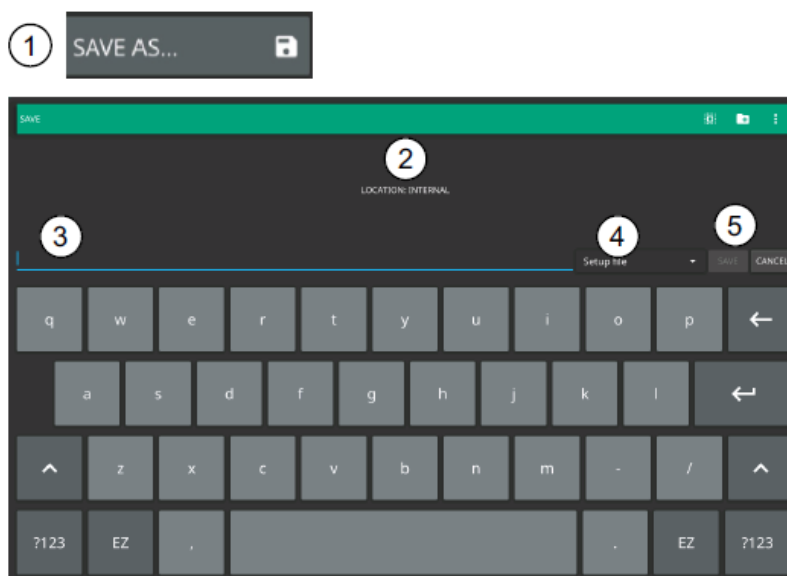 1 SAVE AS...
SAVE
2
LOCATION: INTERNAL
3 4 5
Setup file SAVE CANCEL
q w e r t y u i o p
a s d f g h j k l
z x c v b n m - /
?123 EZ , . EZ ?123